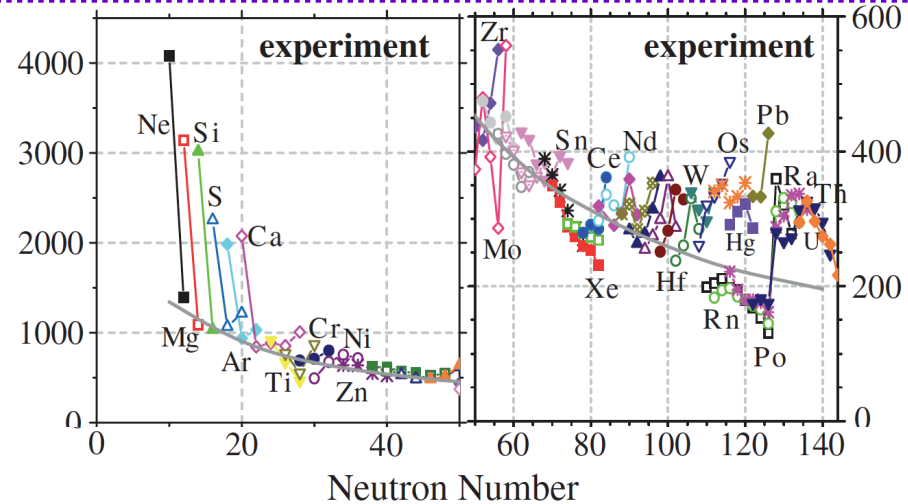 experiment
4000
3000
2000
1000
0
Ne
Si
S
Ca
Mg
Ar
Ti
Cr
Ni
Zn
0
20
40
experiment
600
400
200
0
Zr
Mo
Sn
Ce
Nd
Xe
Hf
W
Os
Pb
Hg
Ra
Th
U
Rn
Po
60
80
100
120
140
Neutron Number